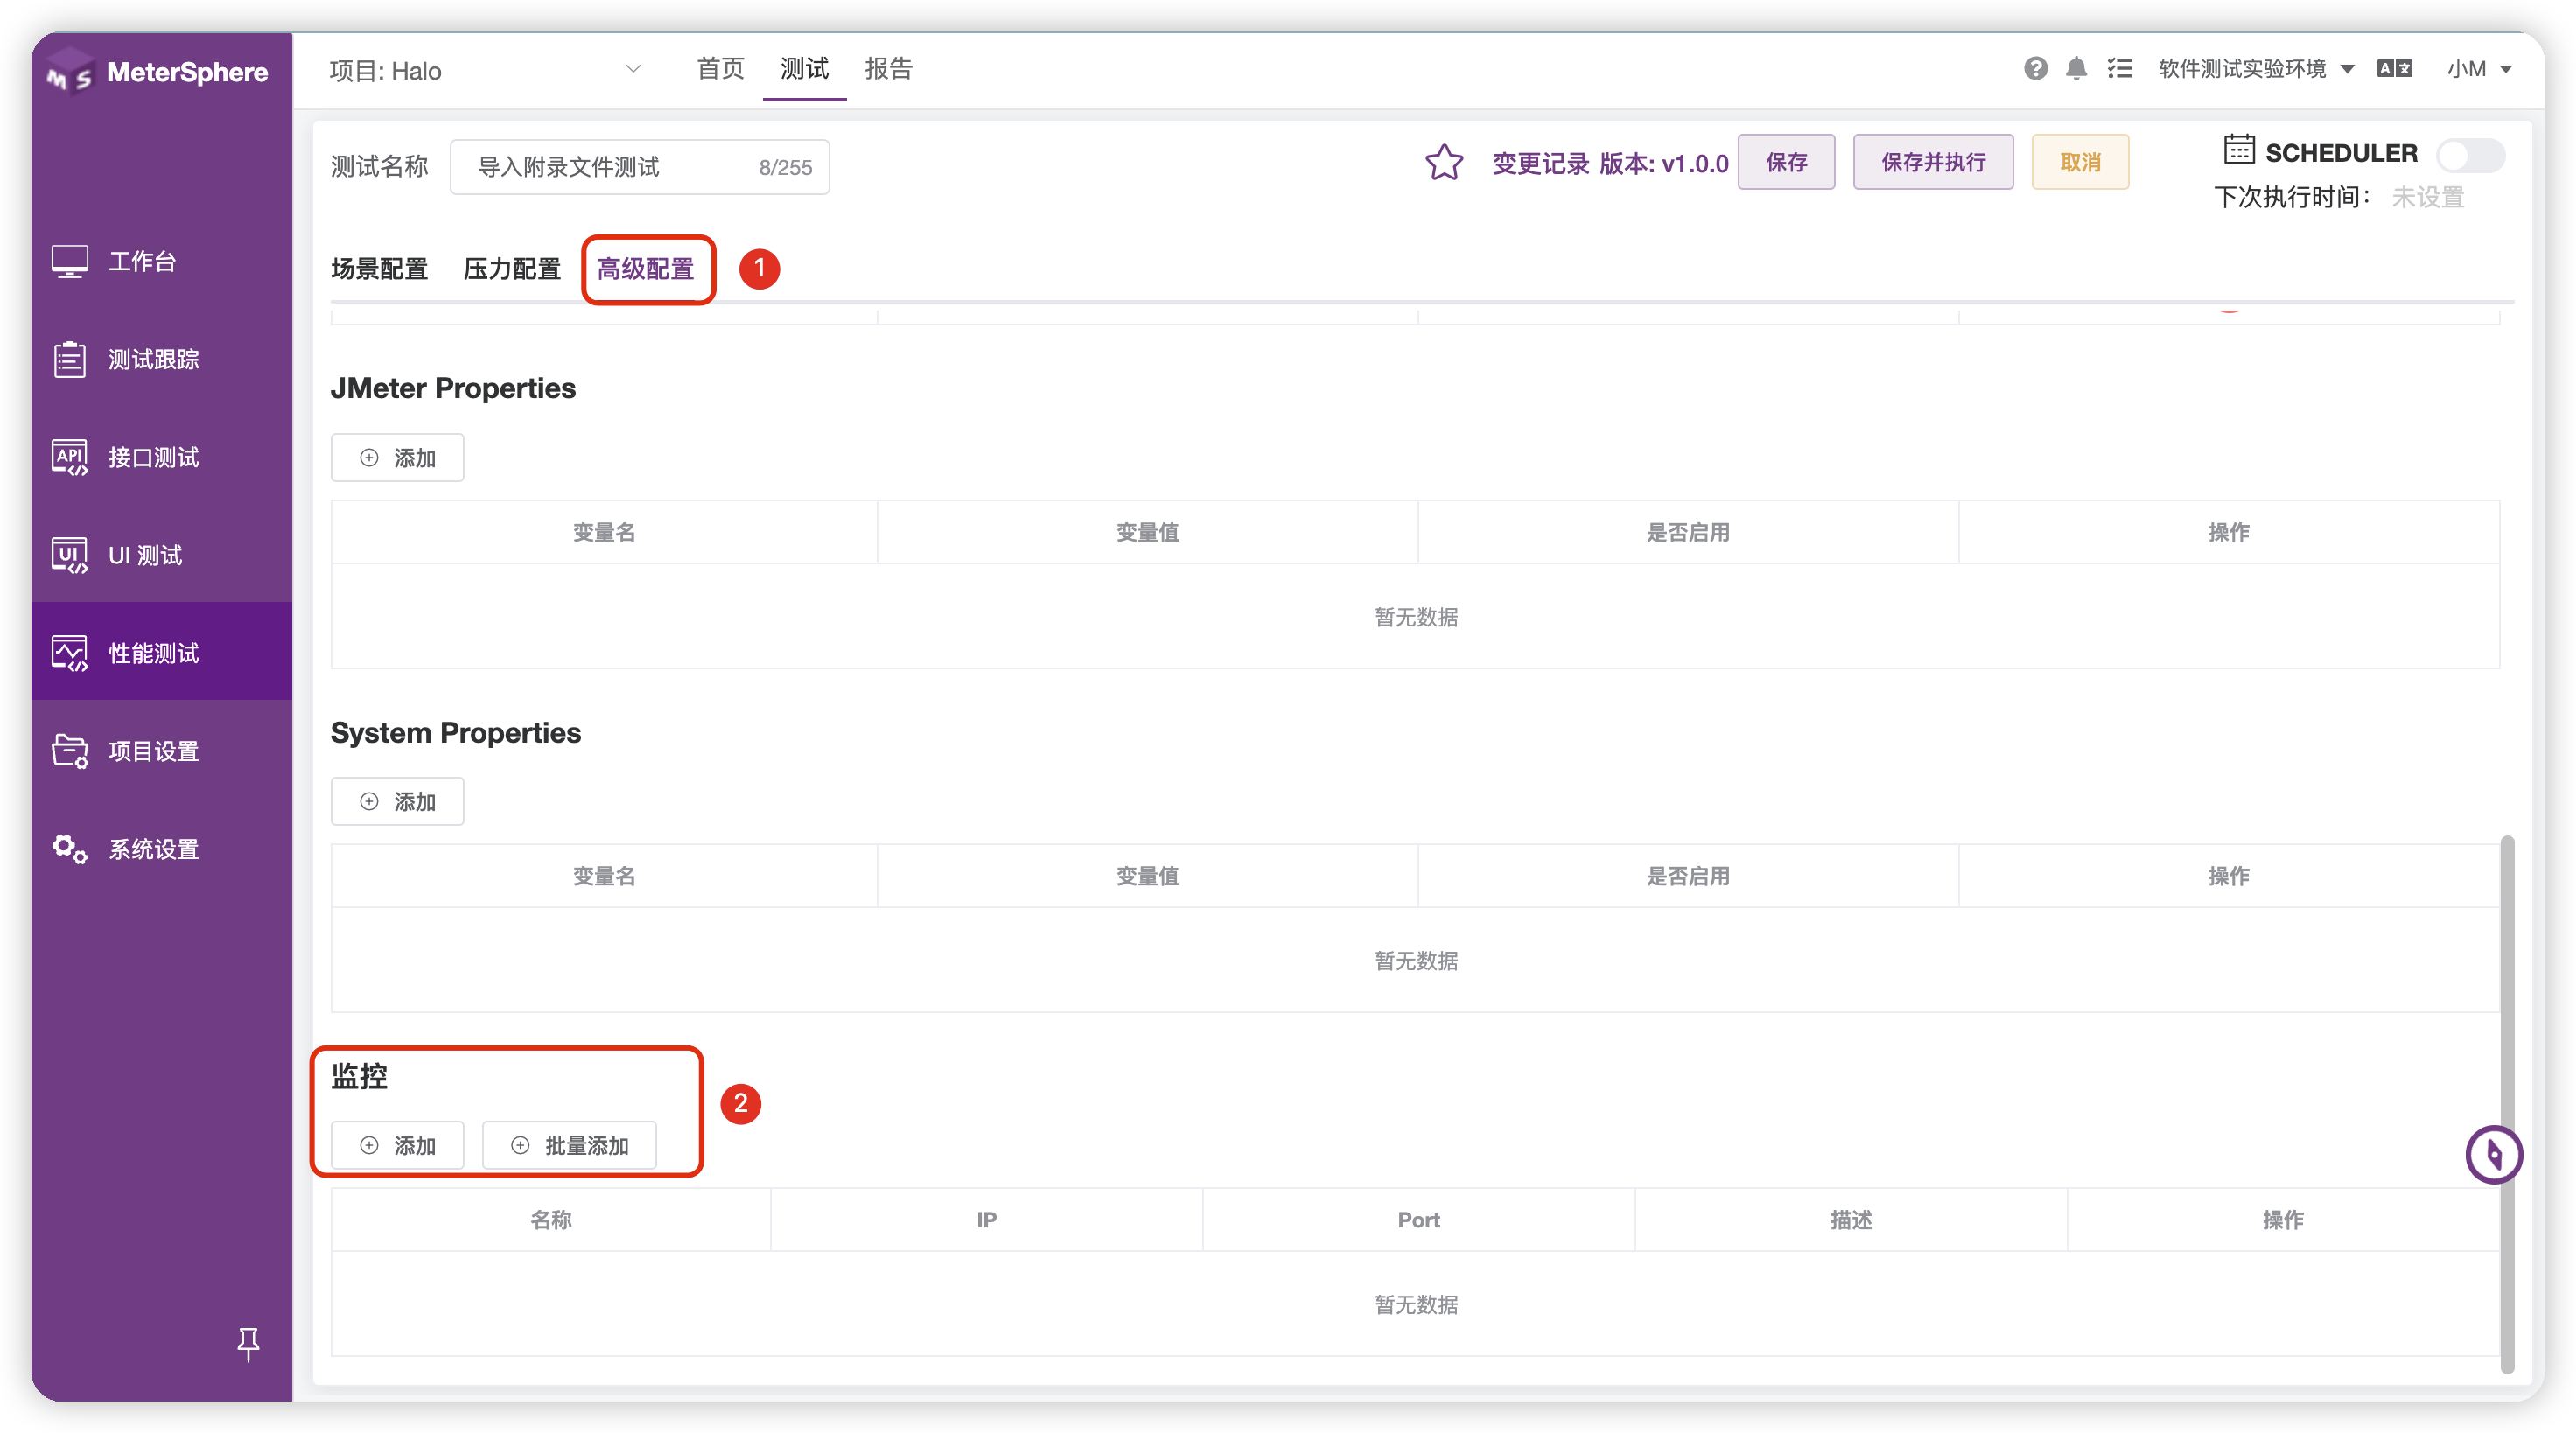 MeterSphere
项目: Halo
首页 测试 报告
软件测试实验环境
小M
工作台
测试跟踪
API 接口测试
UI UI 测试
性能测试
项目设置
系统设置
测试名称 导入附录文件测试 8/255
变更记录 版本: v1.0.0 保存 保存并执行 取消
SCHEDULER
下次执行时间： 未设置
场景配置 压力配置 高级配置 1
JMeter Properties
添加
变量名 变量值 是否启用 操作
暂无数据
System Properties
添加
变量名 变量值 是否启用 操作
暂无数据
监控
2
添加 批量添加
名称 IP Port 描述 操作
暂无数据